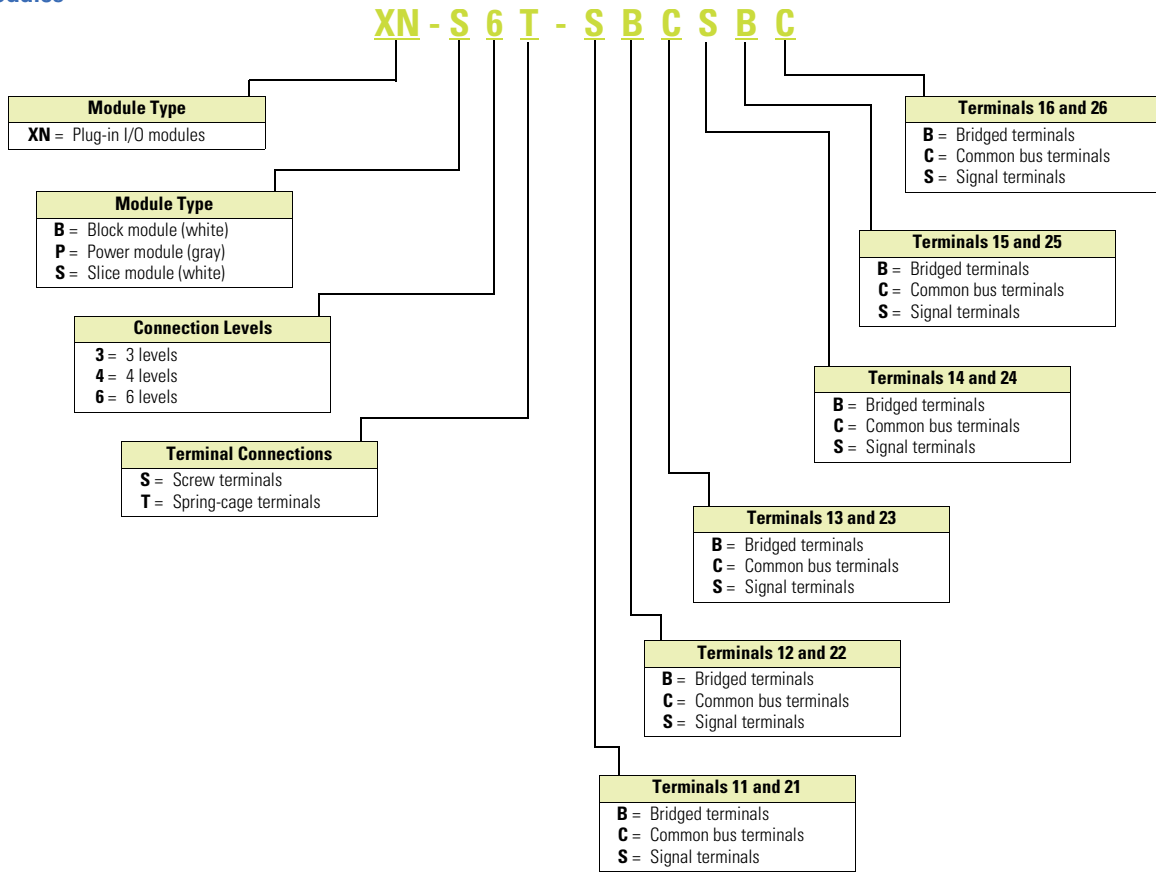 XN - S 6 T - S B C S B C
Module Type
XN = Plug-in I/O modules
Module Type
B = Block module (white)
P = Power module (gray)
S = Slice module (white)
Connection Levels
3 = 3 levels
4 = 4 levels
6 = 6 levels
Terminal Connections
S = Screw terminals
T = Spring-cage terminals
Terminals 16 and 26
B = Bridged terminals
C = Common bus terminals
S = Signal terminals
Terminals 15 and 25
B = Bridged terminals
C = Common bus terminals
S = Signal terminals
Terminals 14 and 24
B = Bridged terminals
C = Common bus terminals
S = Signal terminals
Terminals 13 and 23
B = Bridged terminals
C = Common bus terminals
S = Signal terminals
Terminals 12 and 22
B = Bridged terminals
C = Common bus terminals
S = Signal terminals
Terminals 11 and 21
B = Bridged terminals
C = Common bus terminals
S = Signal terminals